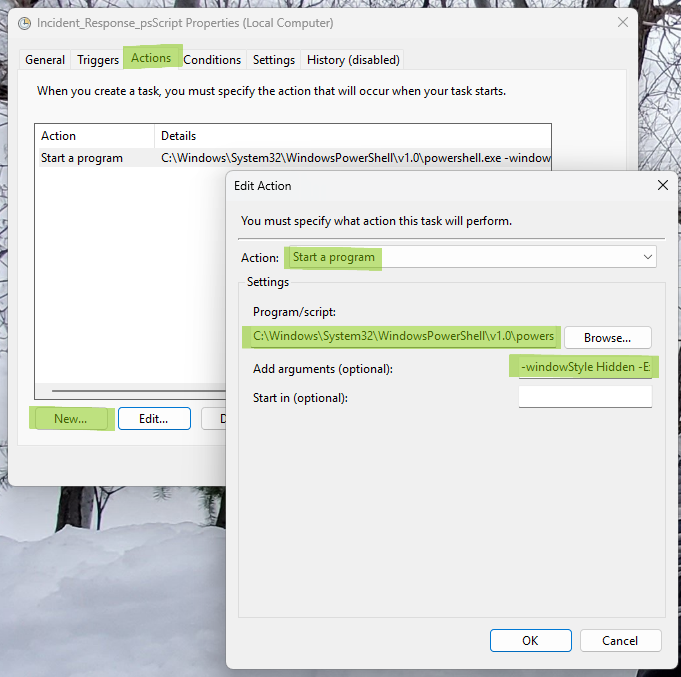 Incident_Response_psScript Properties (Local Computer)
General Triggers Actions Conditions Settings History (disabled)
When you create a task, you must specify the action that will occur when your task starts.
Action Details
Start a program C:\Windows\System32\WindowsPowerShell\v1.0\powershell.exe -window
New... Edit... D
Edit Action
You must specify what action this task will perform.
Action: Start a program
Settings
Program/script:
C:\Windows\System32\WindowsPowerShell\v1.0\powers Browse...
Add arguments (optional): -windowStyle Hidden -E
Start in (optional):
OK Cancel